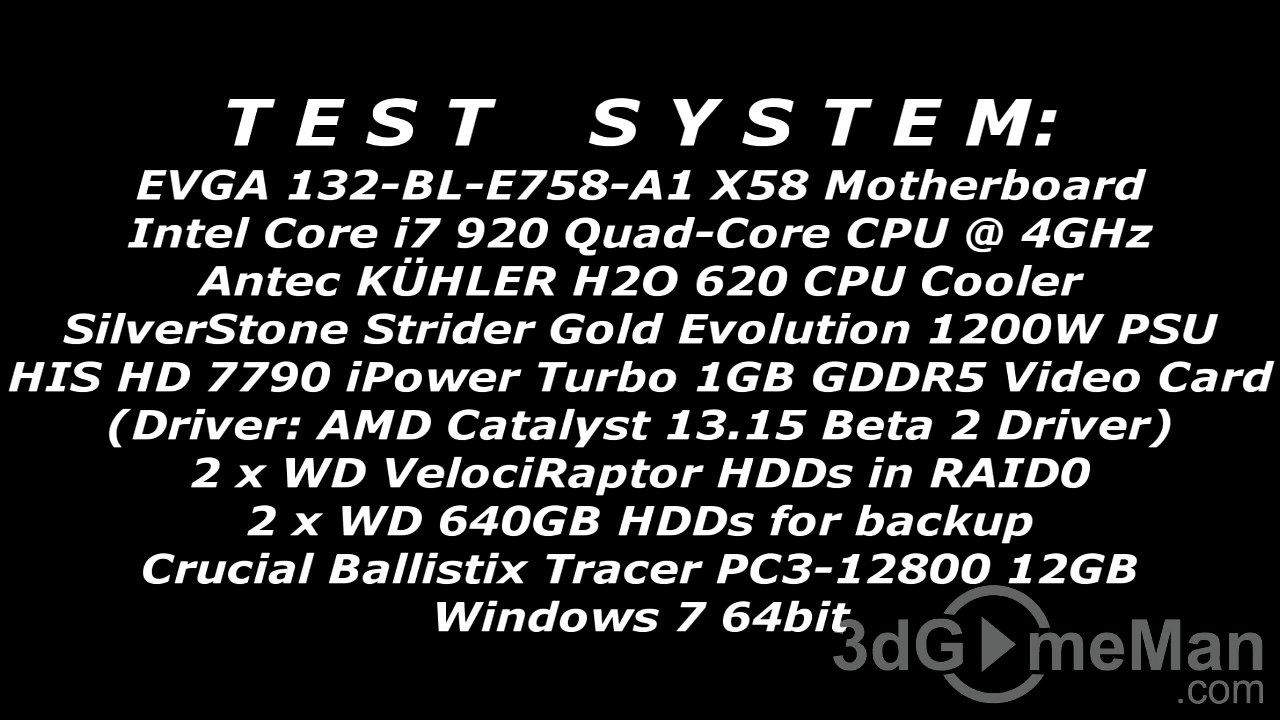 TEST SYSTEM:
EVGA 132-BL-E758-A1 X58 Motherboard
Intel Core i7 920 Quad-Core CPU @ 4GHz
Antec KÜHLER H2O 620 CPU Cooler
SilverStone Strider Gold Evolution 1200W PSU
HIS HD 7790 iPower Turbo 1GB GDDR5 Video Card
(Driver: AMD Catalyst 13.15 Beta 2 Driver)
2 x WD VelociRaptor HDDs in RAID0
2 x WD 640GB HDDs for backup
Crucial Ballistix Tracer PC3-12800 12GB
Windows 7 64bit
3dGameMan
.com